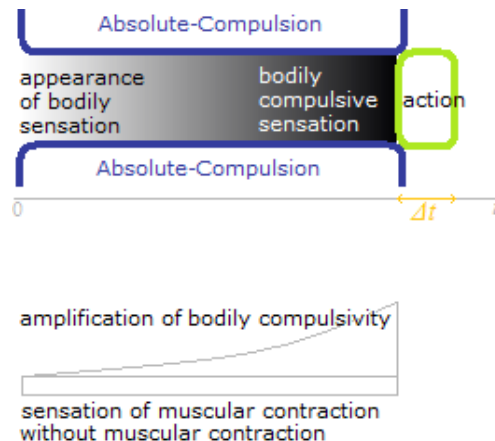 Absolute-Compulsion
appearance
of bodily
sensation
bodily
compulsive
sensation
action
Absolute-Compulsion
0
Δt
t
amplification of bodily compulsivity
sensation of muscular contraction
without muscular contraction